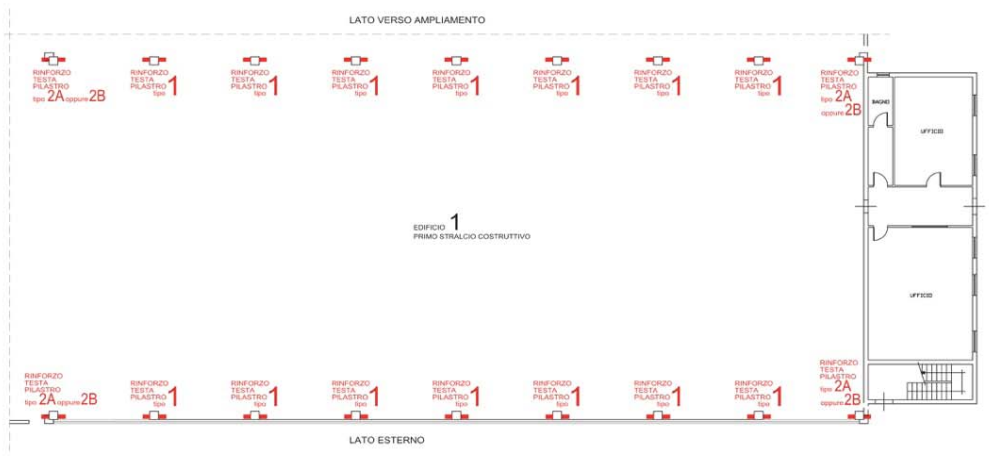 LATO VERSO AMPLIAMENTO
RINFORZO
TESTA
PILASTRO
tipo 2A oppure 2B
RINFORZO
TESTA
PILASTRO
tipo 1
RINFORZO
TESTA
PILASTRO
tipo 1
RINFORZO
TESTA
PILASTRO
tipo 1
RINFORZO
TESTA
PILASTRO
tipo 1
RINFORZO
TESTA
PILASTRO
tipo 1
RINFORZO
TESTA
PILASTRO
tipo 1
RINFORZO
TESTA
PILASTRO
tipo 1
RINFORZO
TESTA
PILASTRO
tipo 2A
oppure 2B
BAGNO
UFFICIO
EDIFICIO 1
PRIMO STRALCIO COSTRUTTIVO
UFFICIO
RINFORZO
TESTA
PILASTRO
tipo 2A oppure 2B
RINFORZO
TESTA
PILASTRO
tipo 1
RINFORZO
TESTA
PILASTRO
tipo 1
RINFORZO
TESTA
PILASTRO
tipo 1
RINFORZO
TESTA
PILASTRO
tipo 1
RINFORZO
TESTA
PILASTRO
tipo 1
RINFORZO
TESTA
PILASTRO
tipo 1
RINFORZO
TESTA
PILASTRO
tipo 1
RINFORZO
TESTA
PILASTRO
tipo 2A
oppure 2B
LATO ESTERNO